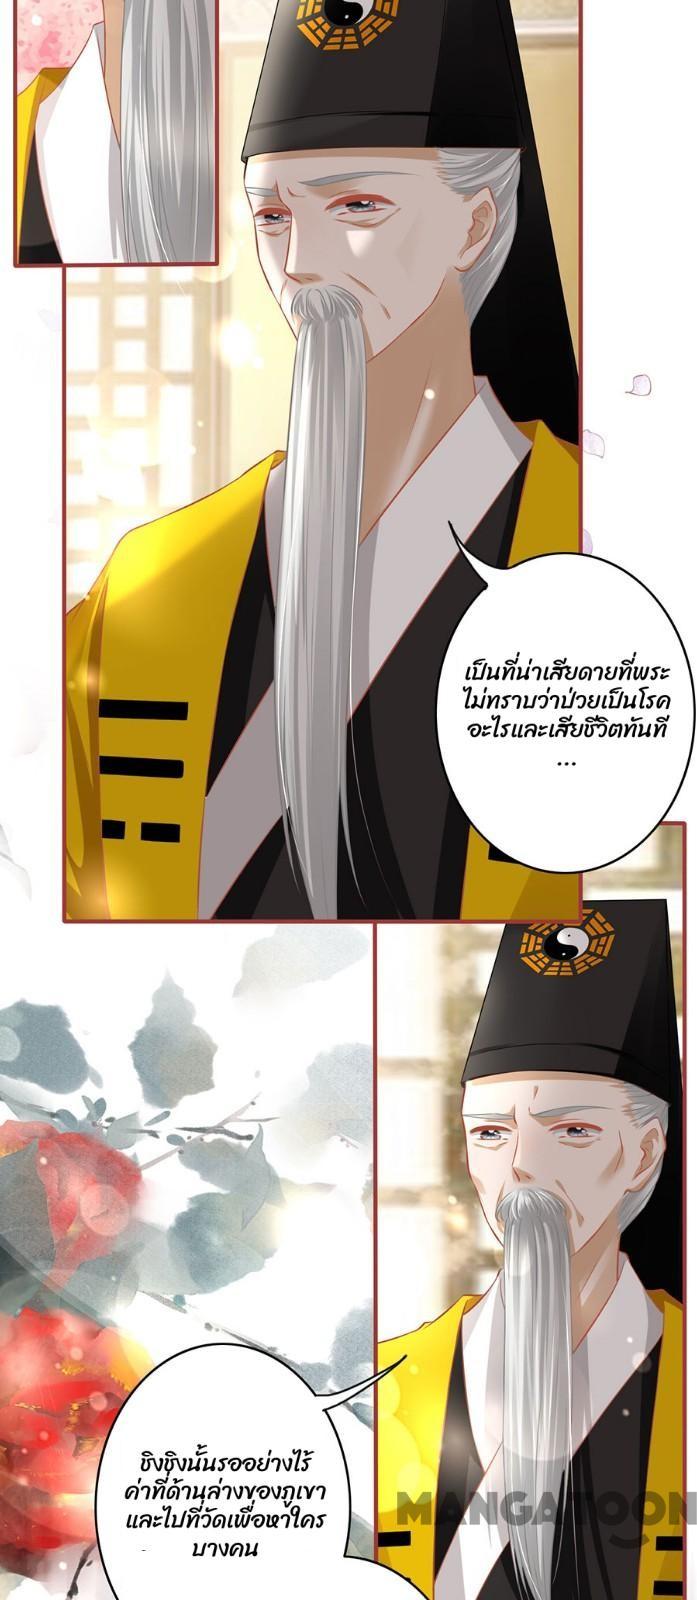 เป็นที่น่าเสียดายที่พระ
ไม่ทราบว่าป่วยเป็นโรค
อะไรและเสียชีวิตทันที
...
ชิงชิงนั้นรออย่างไร้
ค่าที่ด้านล่างของภูเขา
และไปที่วัดเพื่อหาใคร
บางคน
MANGATOON